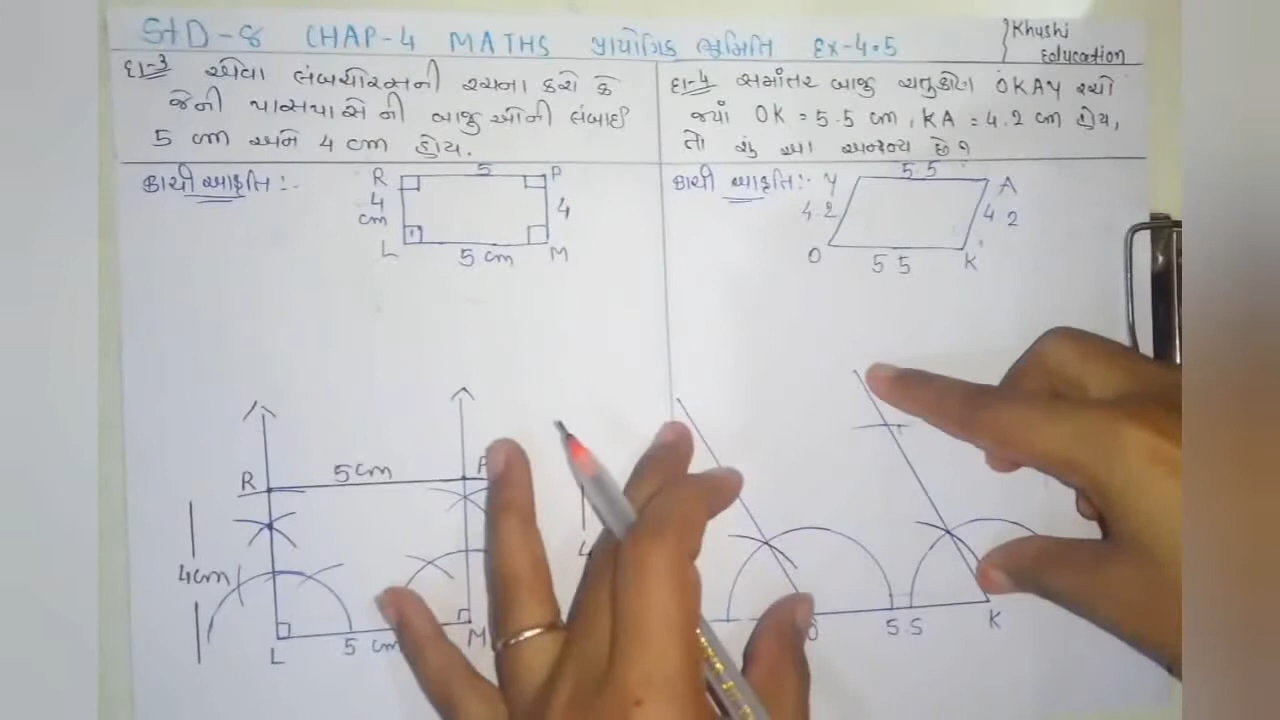 STD-8 CHAP-4 MATHS પ્રાયોગિક ભૂમિતિ EX-4.5
Khushi
Education
દા-3 એવા લંબચોરસની રચના કરો કે
જેની પાસપાસેની બાજુઓની લંબાઈ
5 cm અને 4 cm હોય.
કાચી આકૃતિ :-
R 5 P
4
cm
4
L 5 cm M
R 5cm P
4cm
4
L 5 cm M
દા-4 સમાંતર બાજુ ચતુષ્કોણ OKAY રચો
જ્યાં OK = 5.5 cm, KA = 4.2 cm હોય,
તો શું આ અનન્ય છે?
કાચી આકૃતિ :-
Y 5.5 A
4.2 4.2
O 5 5 K
O 5.5 K